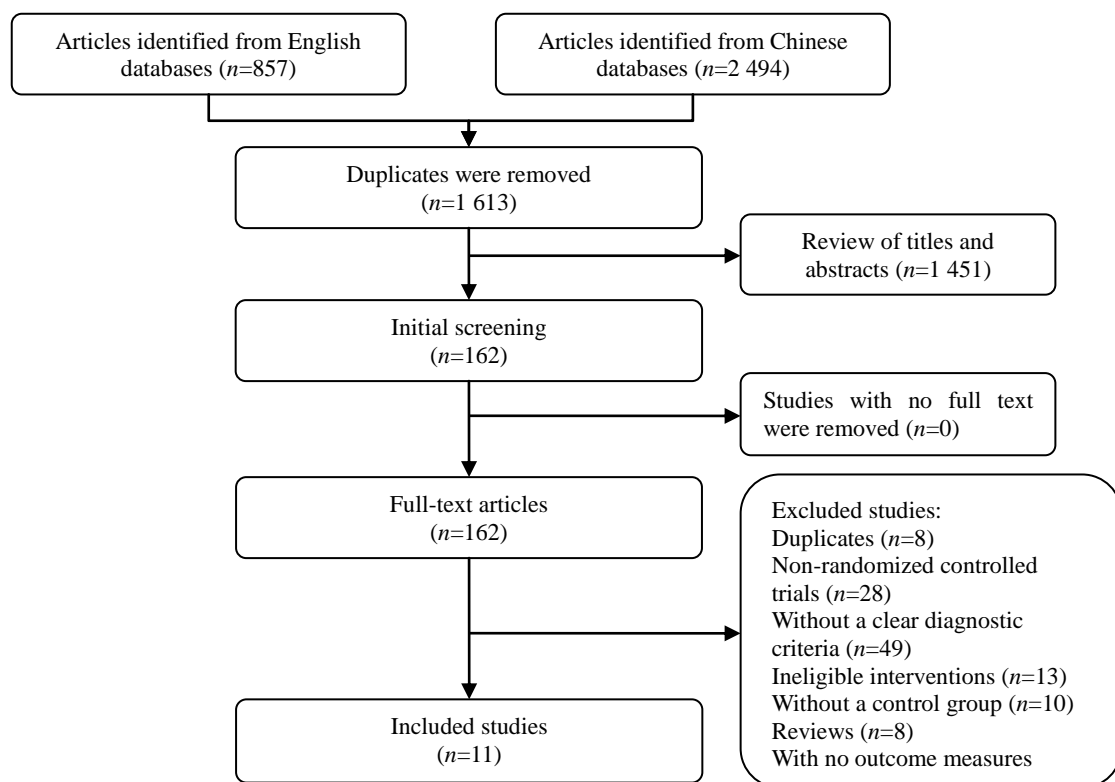 Articles identified from English
databases (n=857)
Articles identified from Chinese
databases (n=2 494)
Duplicates were removed
(n=1 613)
Review of titles and
abstracts (n=1 451)
Initial screening
(n=162)
Studies with no full text
were removed (n=0)
Full-text articles
(n=162)
Excluded studies:
Duplicates (n=8)
Non-randomized controlled
trials (n=28)
Without a clear diagnostic
criteria (n=49)
Ineligible interventions (n=13)
Without a control group (n=10)
Reviews (n=8)
With no outcome measures
Included studies
(n=11)